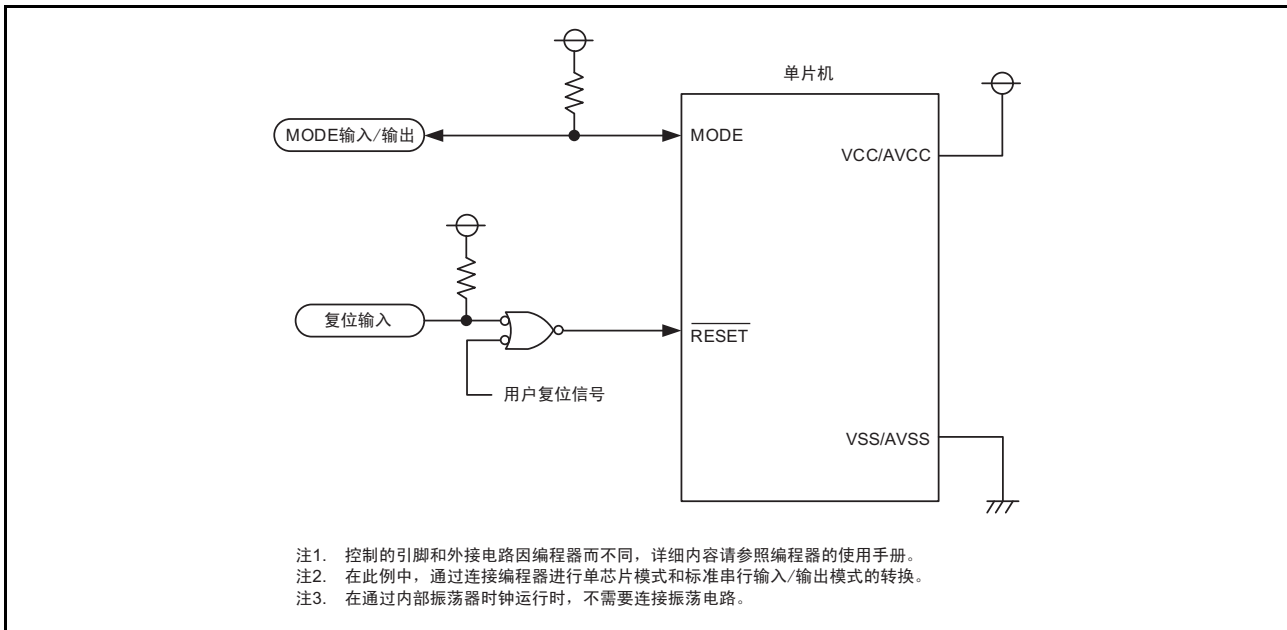 单片机
MODE输入/输出
MODE
VCC/AVCC
复位输入
RESET
用户复位信号
VSS/AVSS
注1. 控制的引脚和外接电路因编程器而不同，详细内容请参照编程器的使用手册。
注2. 在此例中，通过连接编程器进行单芯片模式和标准串行输入/输出模式的转换。
注3. 在通过内部振荡器时钟运行时，不需要连接振荡电路。